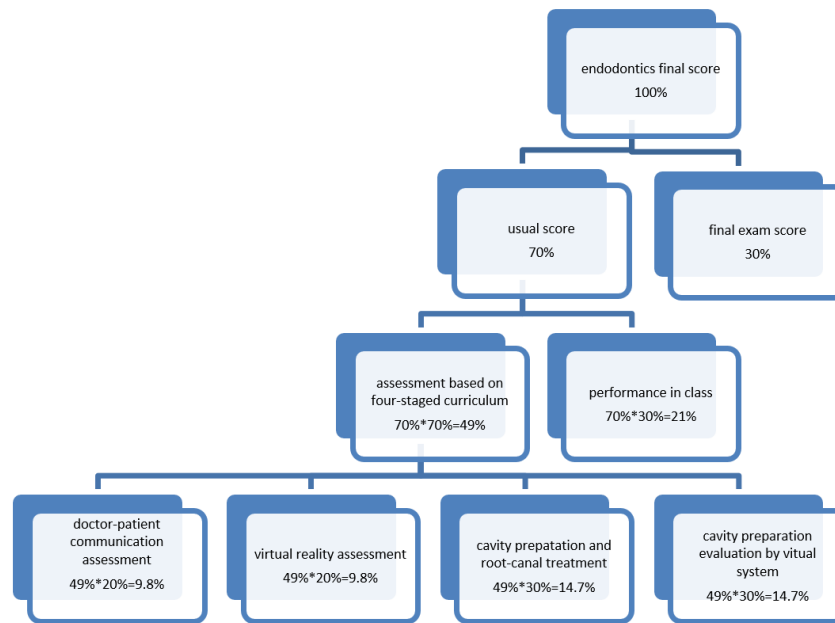 endodontics final score
100%
usual score
70%
final exam score
30%
assessment based on
four-staged curriculum
70%*70%=49%
performance in class
70%*30%=21%
doctor-patient
communication
assessment
49%*20%=9.8%
virtual reality assessment
49%*20%=9.8%
cavity prepatation and
root-canal treatment
49%*30%=14.7%
cavity preparation
evaluation by vitual
system
49%*30%=14.7%